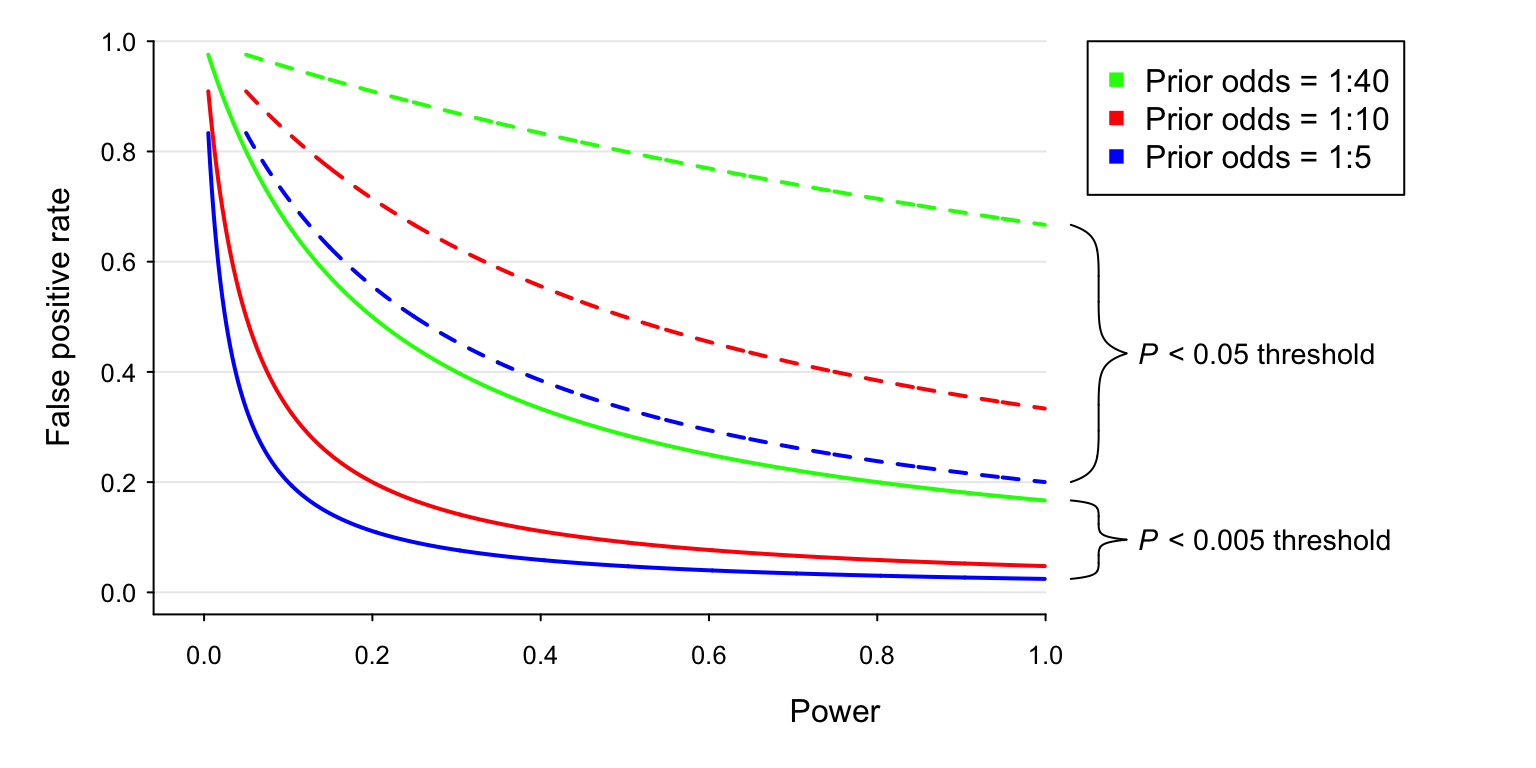 1.0
0.8
0.6
0.4
0.2
0.0
False positive rate
0.0 0.2 0.4 0.6 0.8 1.0
Power
Prior odds = 1:40
Prior odds = 1:10
Prior odds = 1:5
P < 0.05 threshold
P < 0.005 threshold